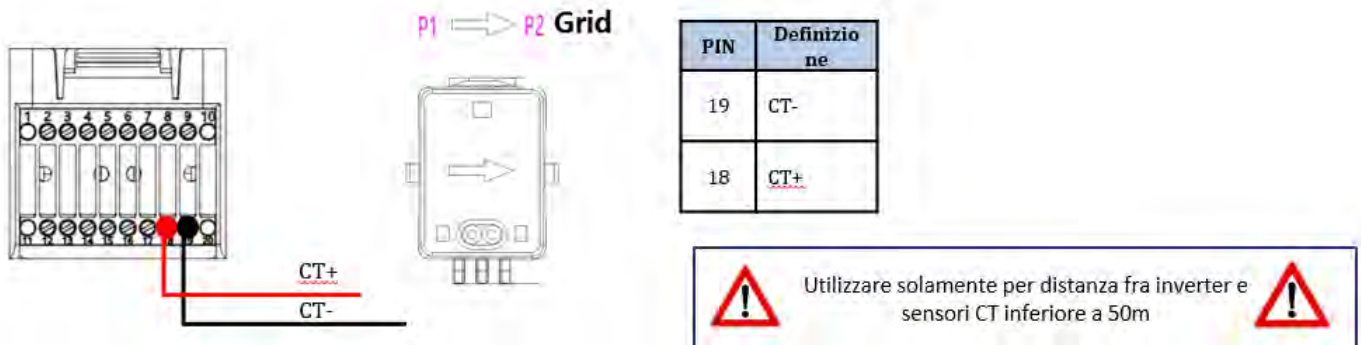 P1 P2 Grid
1 2 3 4 5 6 7 8 9 10
11 12 13 14 15 16 17 18 19 20
CT+
CT-
PIN Definizio
ne
19 CT-
18 CT+
Utilizzare solamente per distanza fra inverter e
sensori CT inferiore a 50m